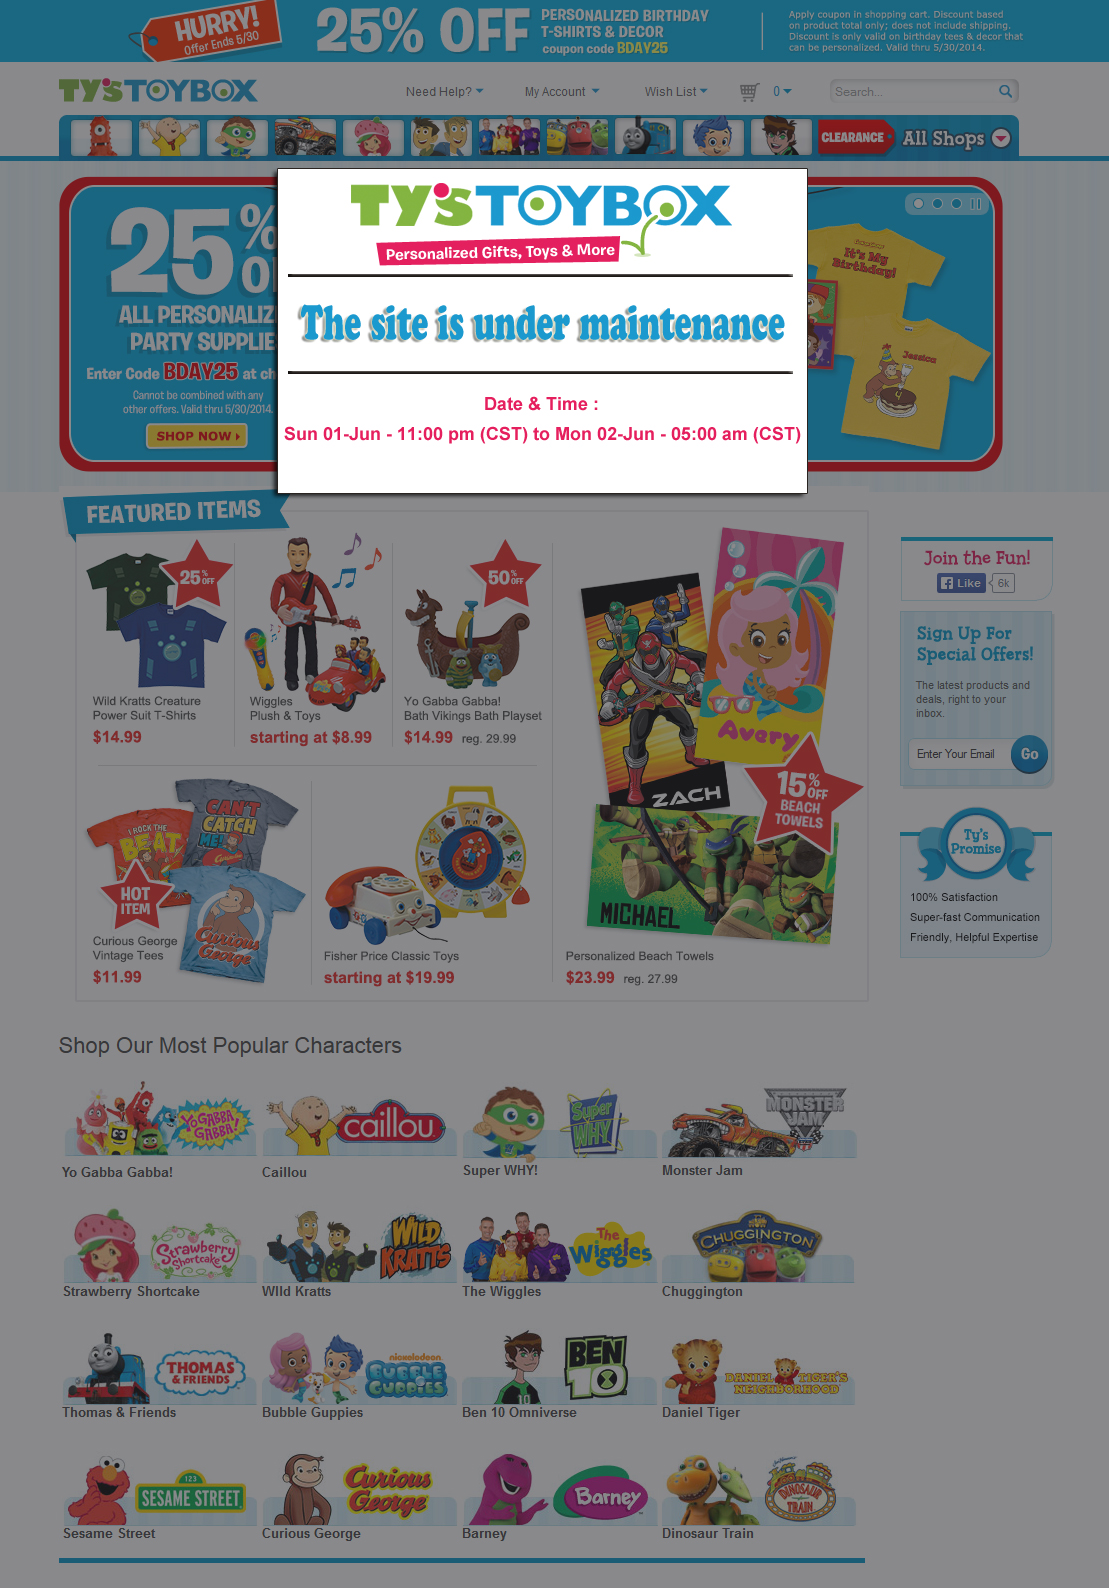 HURRY!
Offer Ends 5/30
25% OFF
PERSONALIZED BIRTHDAY
T-SHIRTS & DECOR
coupon code BDAY25
Apply coupon in shopping cart. Discount based
on product total only; does not include shipping.
Discount is only valid on birthday tees & decor that
can be personalized. Valid thru 5/30/2014.
TY'S TOYBOX
Need Help?
My Account
Wish List
0
Search...
CLEARANCE
All Shops
25%
ALL PERSONALIZ
PARTY SUPPLIE
Enter Code BDAY25 at ch
Cannot be combined with any
other offers. Valid thru 5/30/2014.
SHOP NOW
TY'S TOYBOX
Personalized Gifts, Toys & More
The site is under maintenance
Date & Time :
Sun 01-Jun - 11:00 pm (CST) to Mon 02-Jun - 05:00 am (CST)
It's My
Birthday!
Jessica
FEATURED ITEMS
25% OFF
50% OFF
Wild Kratts Creature
Power Suit T-Shirts
$14.99
Wiggles
Plush & Toys
starting at $8.99
Yo Gabba Gabba!
Bath Vikings Bath Playset
$14.99 reg. 29.99
Avery
ZACH
MICHAEL
15% OFF
BEACH
TOWELS
I ROCK THE
BEAT
CAN'T
CATCH
ME!
HOT
ITEM
Curious
George
Curious George
Vintage Tees
$11.99
Fisher Price Classic Toys
starting at $19.99
Personalized Beach Towels
$23.99 reg. 27.99
Join the Fun!
Like 6k
Sign Up For
Special Offers!
The latest products and
deals, right to your
inbox.
Enter Your Email
Go
Ty's
Promise
100% Satisfaction
Super-fast Communication
Friendly, Helpful Expertise
Shop Our Most Popular Characters
YO GABBA GABBA!
caillou
Super WHY!
MONSTER JAM
Yo Gabba Gabba!
Caillou
Super WHY!
Monster Jam
Strawberry Shortcake
WILD KRATTS
The Wiggles
CHUGGINGTON
Strawberry Shortcake
WIld Kratts
The Wiggles
Chuggington
THOMAS & FRIENDS
nickelodeon
BUBBLE GUPPIES
BEN 10
10
DANIEL TIGER'S NEIGHBORHOOD
Thomas & Friends
Bubble Guppies
Ben 10 Omniverse
Daniel Tiger
123
SESAME STREET
Curious George
Barney
DINOSAUR TRAIN
Sesame Street
Curious George
Barney
Dinosaur Train